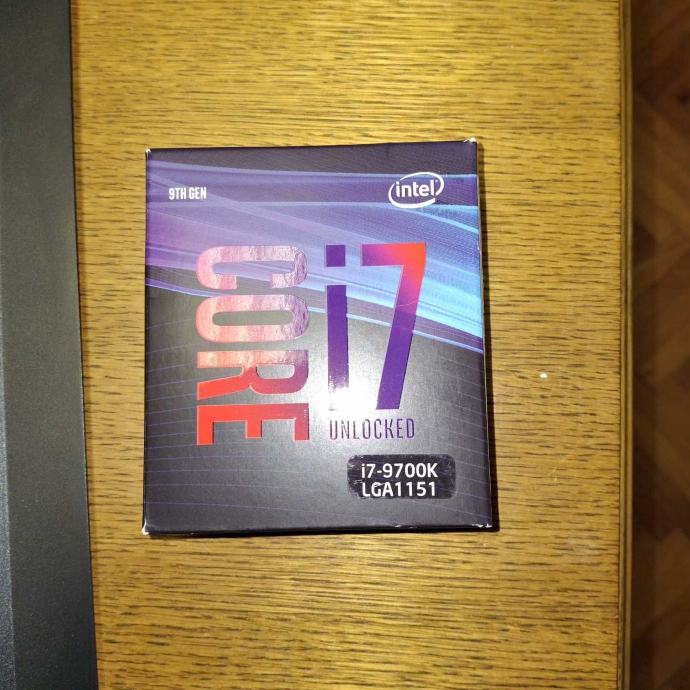 9TH GEN
intel
CORE
i7
UNLOCKED
i7-9700K
LGA1151